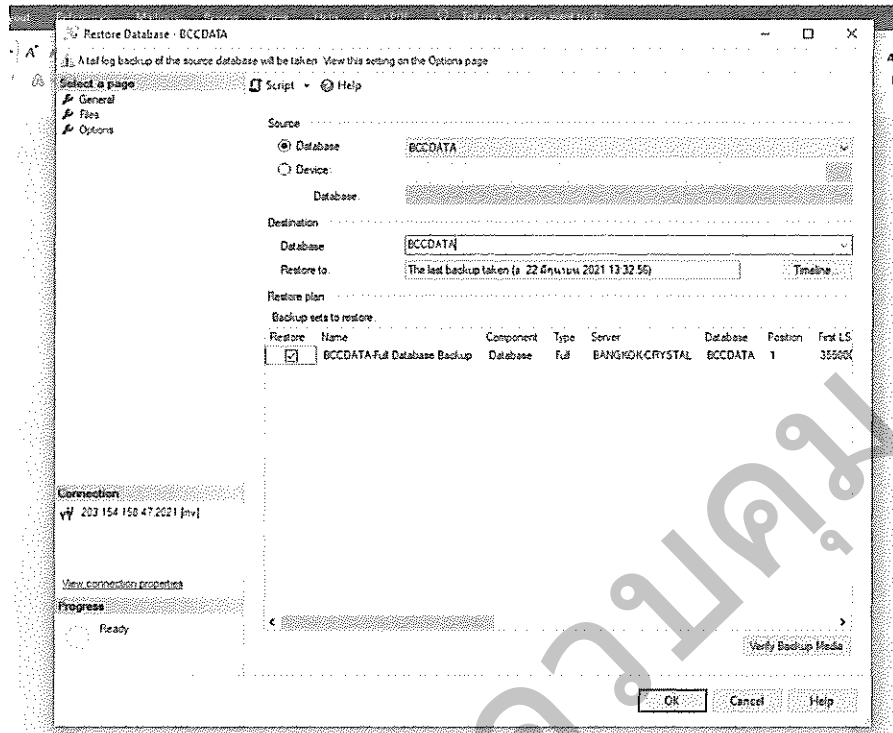 Restore Database - BCCDATA
A tail log backup of the source database will be taken. View this setting on the Options page
Select a page
General
Files
Options
Script
Help
Source
Database
BCCDATA
Device:
Database:
Destination
Database
BCCDATA
Restore to:
The last backup taken (a 22 มิถุนายน 2021 13:32:56)
Timeline...
Restore plan
Backup sets to restore:
Restore Name Component Type Server Database Position First LS
BCCDATA-Full Database Backup Database Full BANGKOKCRYSTAL BCCDATA 1 35500
Connection
203.154.158.47,2021 [mv]
View connection properties
Progress
Ready
Verify Backup Media
OK Cancel Help